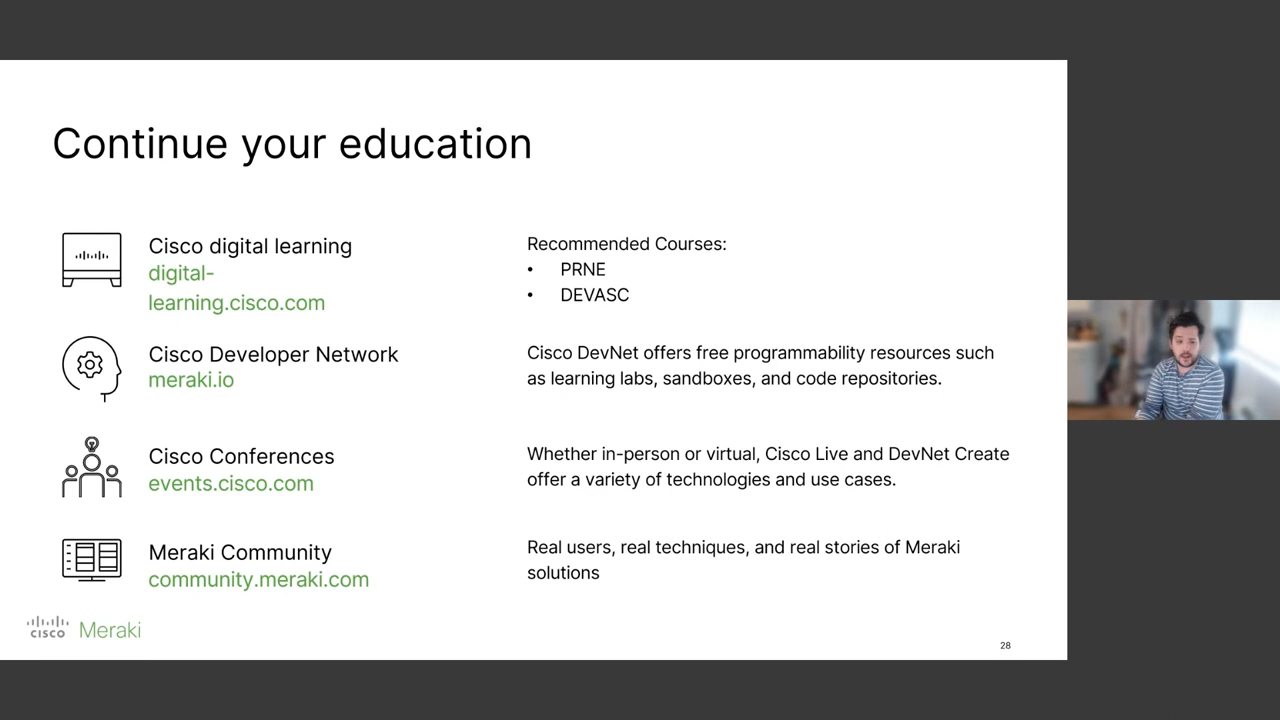 Continue your education
Cisco digital learning
digital-
learning.cisco.com
Recommended Courses:
• PRNE
• DEVASC
Cisco Developer Network
meraki.io
Cisco DevNet offers free programmability resources such
as learning labs, sandboxes, and code repositories.
Cisco Conferences
events.cisco.com
Whether in-person or virtual, Cisco Live and DevNet Create
offer a variety of technologies and use cases.
Meraki Community
community.meraki.com
Real users, real techniques, and real stories of Meraki
solutions
CISCO Meraki
28